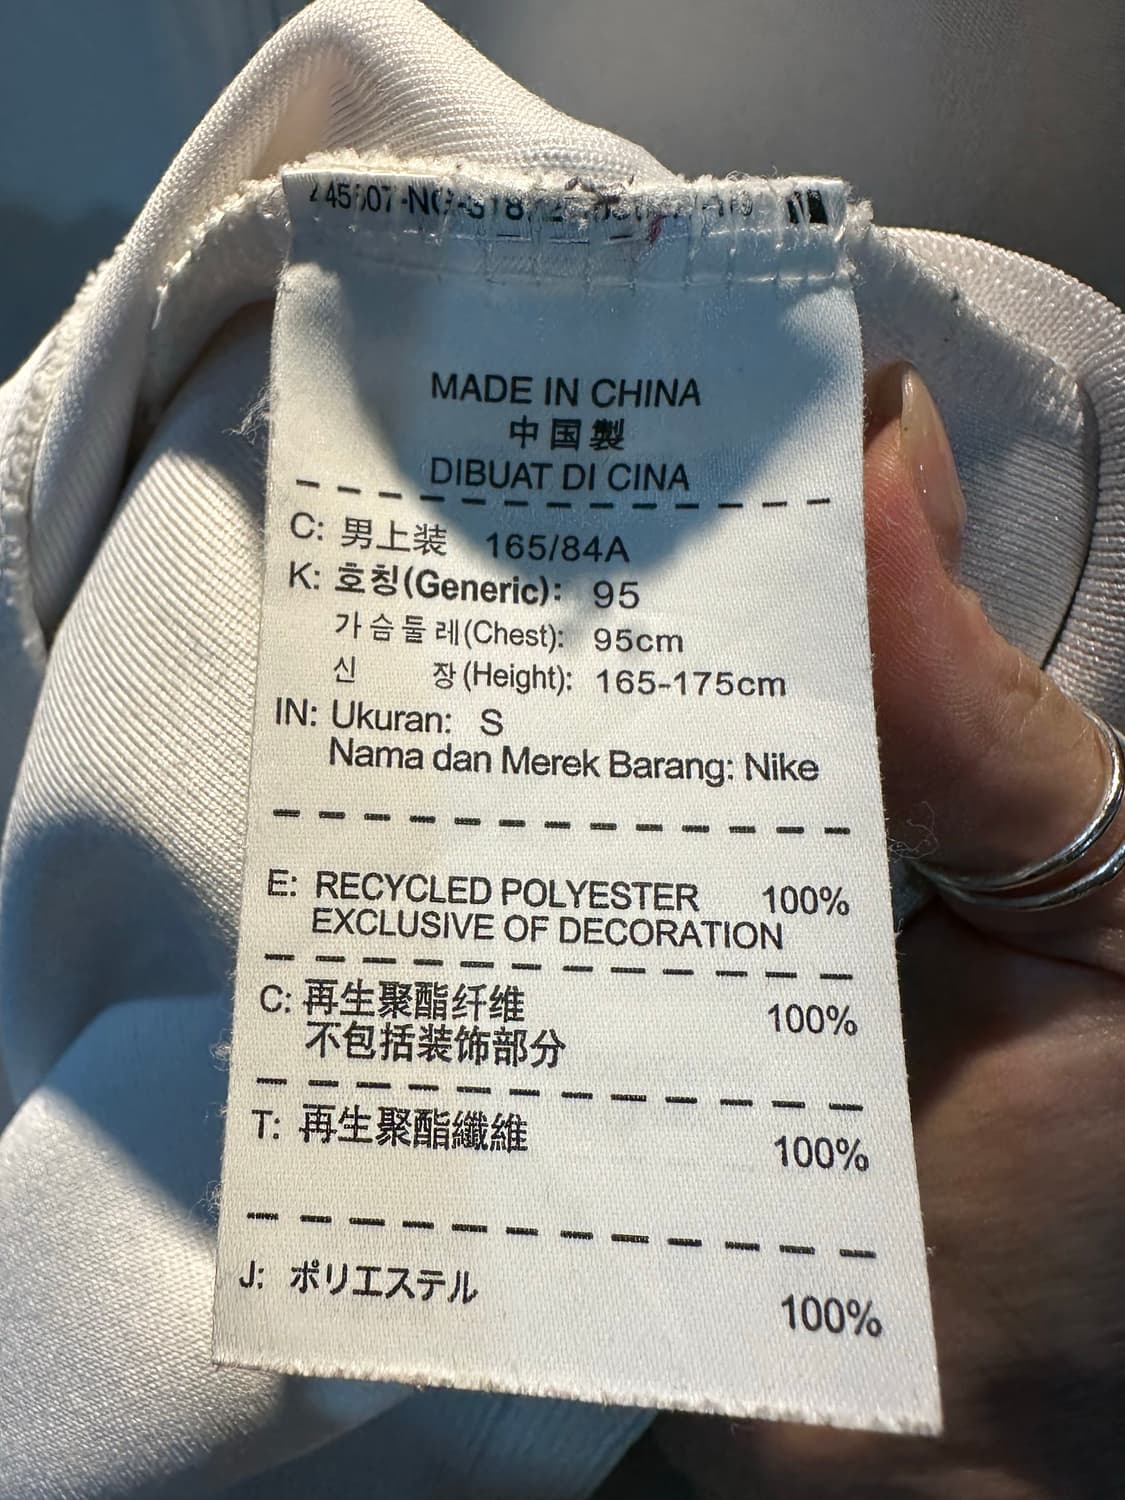 MADE IN CHINA
中国製
DIBUAT DI CINA
C: 男上装 165/84A
K: 호칭(Generic): 95
가슴둘레(Chest): 95cm
신 장(Height): 165-175cm
IN: Ukuran: S
Nama dan Merek Barang: Nike
E: RECYCLED POLYESTER 100%
EXCLUSIVE OF DECORATION
C: 再生聚酯纤维 100%
不包括装饰部分
T: 再生聚酯纖維 100%
J: ポリエステル 100%